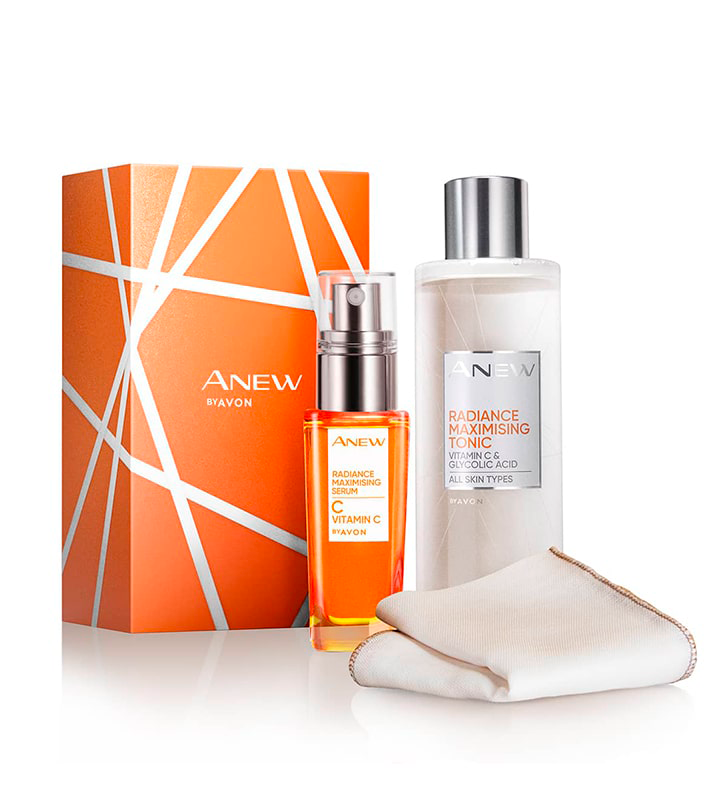 ANEW
BY AVON
ANEW
RADIANCE
MAXIMISING
SERUM
C
VITAMIN C
BY AVON
ANEW
RADIANCE
MAXIMISING
TONIC
VITAMIN C &
GLYCOLIC ACID
ALL SKIN TYPES
BY AVON